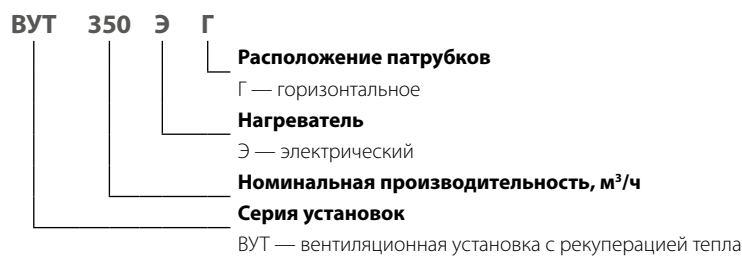 ВУТ 350 Э Г
Расположение патрубков
Г — горизонтальное
Нагреватель
Э — электрический
Номинальная производительность, м³/ч
Серия установок
ВУТ — вентиляционная установка с рекуперацией тепла